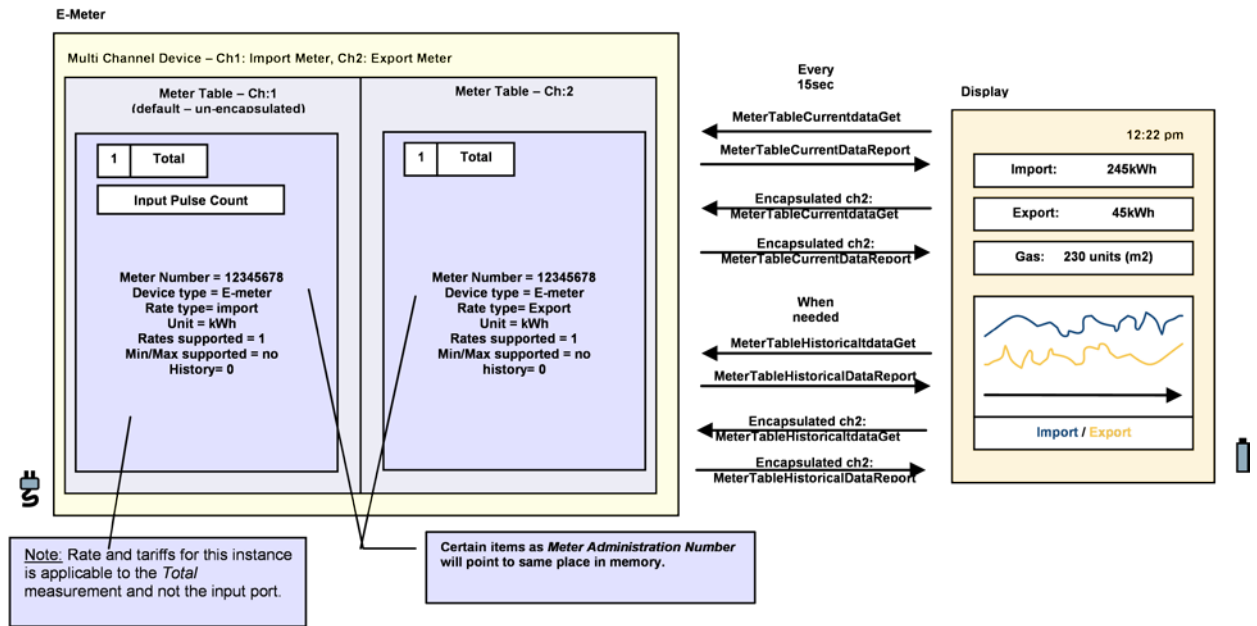 E-Meter
Multi Channel Device – Ch1: Import Meter, Ch2: Export Meter
Meter Table – Ch:1
(default – un-encapsulated)
1
Total
Input Pulse Count
Meter Number = 12345678
Device type = E-meter
Rate type= import
Unit = kWh
Rates supported = 1
Min/Max supported = no
History= 0
Meter Table – Ch:2
1
Total
Meter Number = 12345678
Device type = E-meter
Rate type= Export
Unit = kWh
Rates supported = 1
Min/Max supported = no
history= 0
Every
15sec
MeterTableCurrentdataGet
MeterTableCurrentDataReport
Encapsulated ch2:
MeterTableCurrentdataGet
Encapsulated ch2:
MeterTableCurrentDataReport
When
needed
MeterTableHistoricaltdataGet
MeterTableHistoricalDataReport
Encapsulated ch2:
MeterTableHistoricaltdataGet
Encapsulated ch2:
MeterTableHistoricalDataReport
Display
12:22 pm
Import: 245kWh
Export: 45kWh
Gas: 230 units (m2)
Import / Export
Note: Rate and tariffs for this instance
is applicable to the Total
measurement and not the input port.
Certain items as Meter Administration Number
will point to same place in memory.